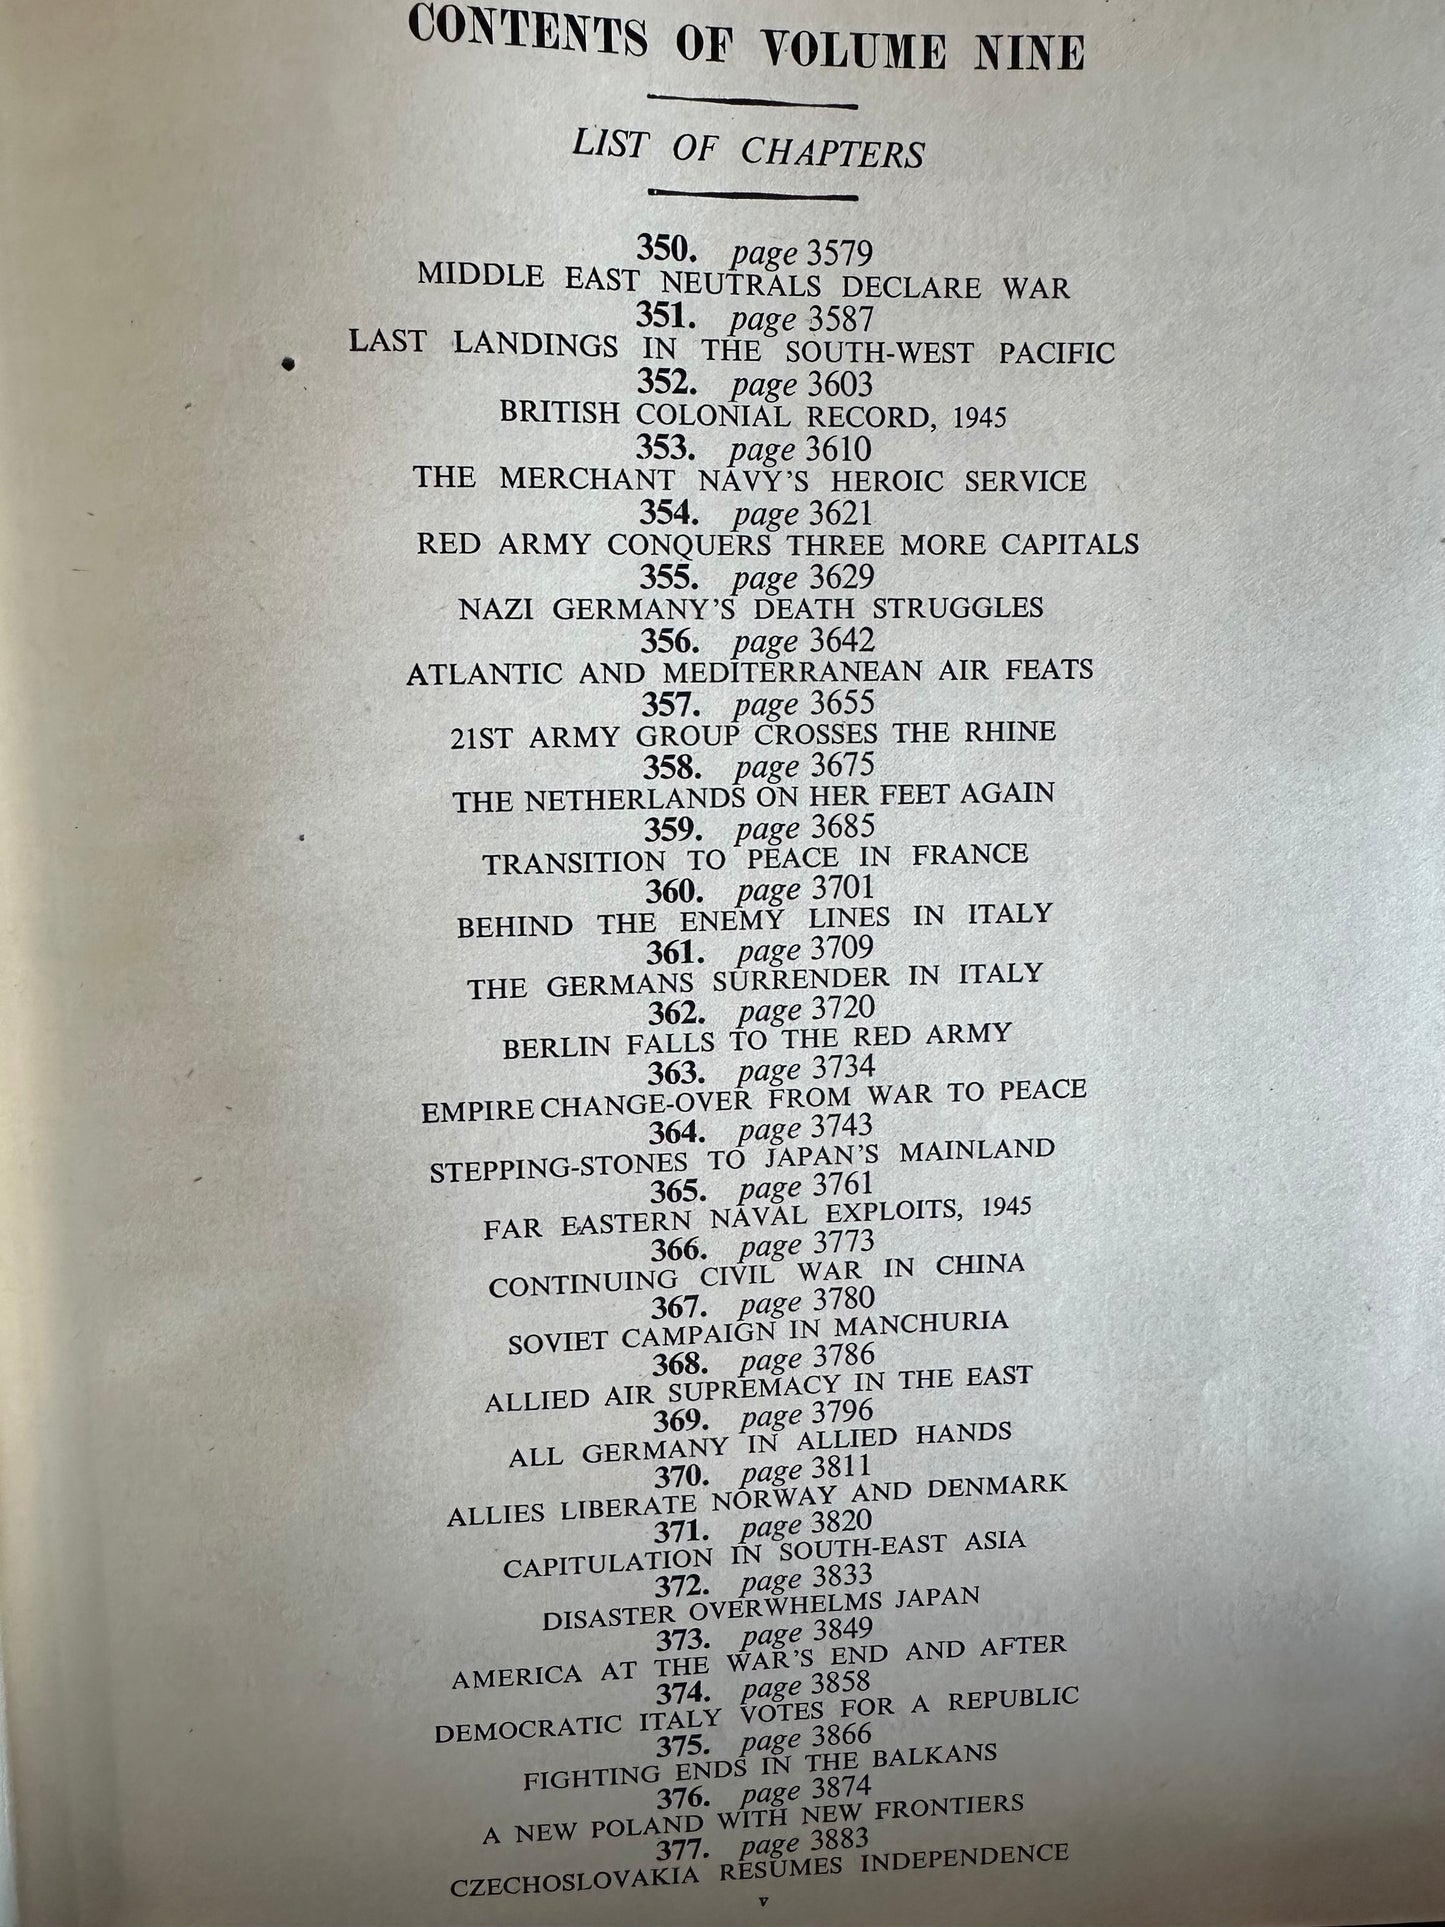 CONTENTS OF VOLUME NINE
LIST OF CHAPTERS
350. page 3579
MIDDLE EAST NEUTRALS DECLARE WAR
351. page 3587
LAST LANDINGS IN THE SOUTH-WEST PACIFIC
352. page 3603
BRITISH COLONIAL RECORD, 1945
353. page 3610
THE MERCHANT NAVY'S HEROIC SERVICE
354. page 3621
RED ARMY CONQUERS THREE MORE CAPITALS
355. page 3629
NAZI GERMANY'S DEATH STRUGGLES
356. page 3642
ATLANTIC AND MEDITERRANEAN AIR FEATS
357. page 3655
21ST ARMY GROUP CROSSES THE RHINE
358. page 3675
THE NETHERLANDS ON HER FEET AGAIN
359. page 3685
TRANSITION TO PEACE IN FRANCE
360. page 3701
BEHIND THE ENEMY LINES IN ITALY
361. page 3709
THE GERMANS SURRENDER IN ITALY
362. page 3720
BERLIN FALLS TO THE RED ARMY
363. page 3734
EMPIRE CHANGE-OVER FROM WAR TO PEACE
364. page 3743
STEPPING-STONES TO JAPAN'S MAINLAND
365. page 3761
FAR EASTERN NAVAL EXPLOITS, 1945
366. page 3773
CONTINUING CIVIL WAR IN CHINA
367. page 3780
SOVIET CAMPAIGN IN MANCHURIA
368. page 3786
ALLIED AIR SUPREMACY IN THE EAST
369. page 3796
ALL GERMANY IN ALLIED HANDS
370. page 3811
ALLIES LIBERATE NORWAY AND DENMARK
371. page 3820
CAPITULATION IN SOUTH-EAST ASIA
372. page 3833
DISASTER OVERWHELMS JAPAN
373. page 3849
AMERICA AT THE WAR'S END AND AFTER
374. page 3858
DEMOCRATIC ITALY VOTES FOR A REPUBLIC
375. page 3866
FIGHTING ENDS IN THE BALKANS
376. page 3874
A NEW POLAND WITH NEW FRONTIERS
377. page 3883
CZECHOSLOVAKIA RESUMES INDEPENDENCE
v